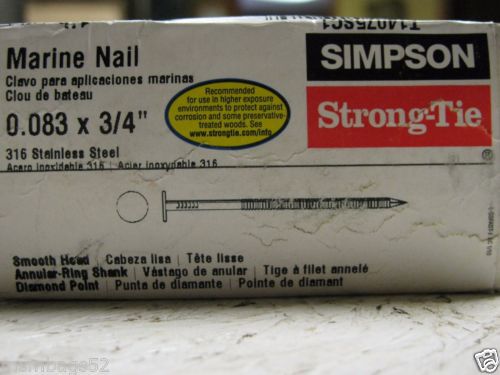 T14075SC1
Marine Nail
Clavo para aplicaciones marinas
Clou de bateau
0.083 x 3/4"
316 Stainless Steel
Acero inoxidable 316 | Acier inoxydable 316
Recommended
for use in higher exposure
environments to protect against
corrosion and some preservative-
treated woods. See
www.strongtie.com/info
SIMPSON
Strong-Tie
®
Smooth Head | Cabeza lisa | Tête lisse
Annular-Ring Shank | Vástago de anular | Tige à filet annelé
Diamond Point | Punta de diamante | Pointe de diamant
ebay